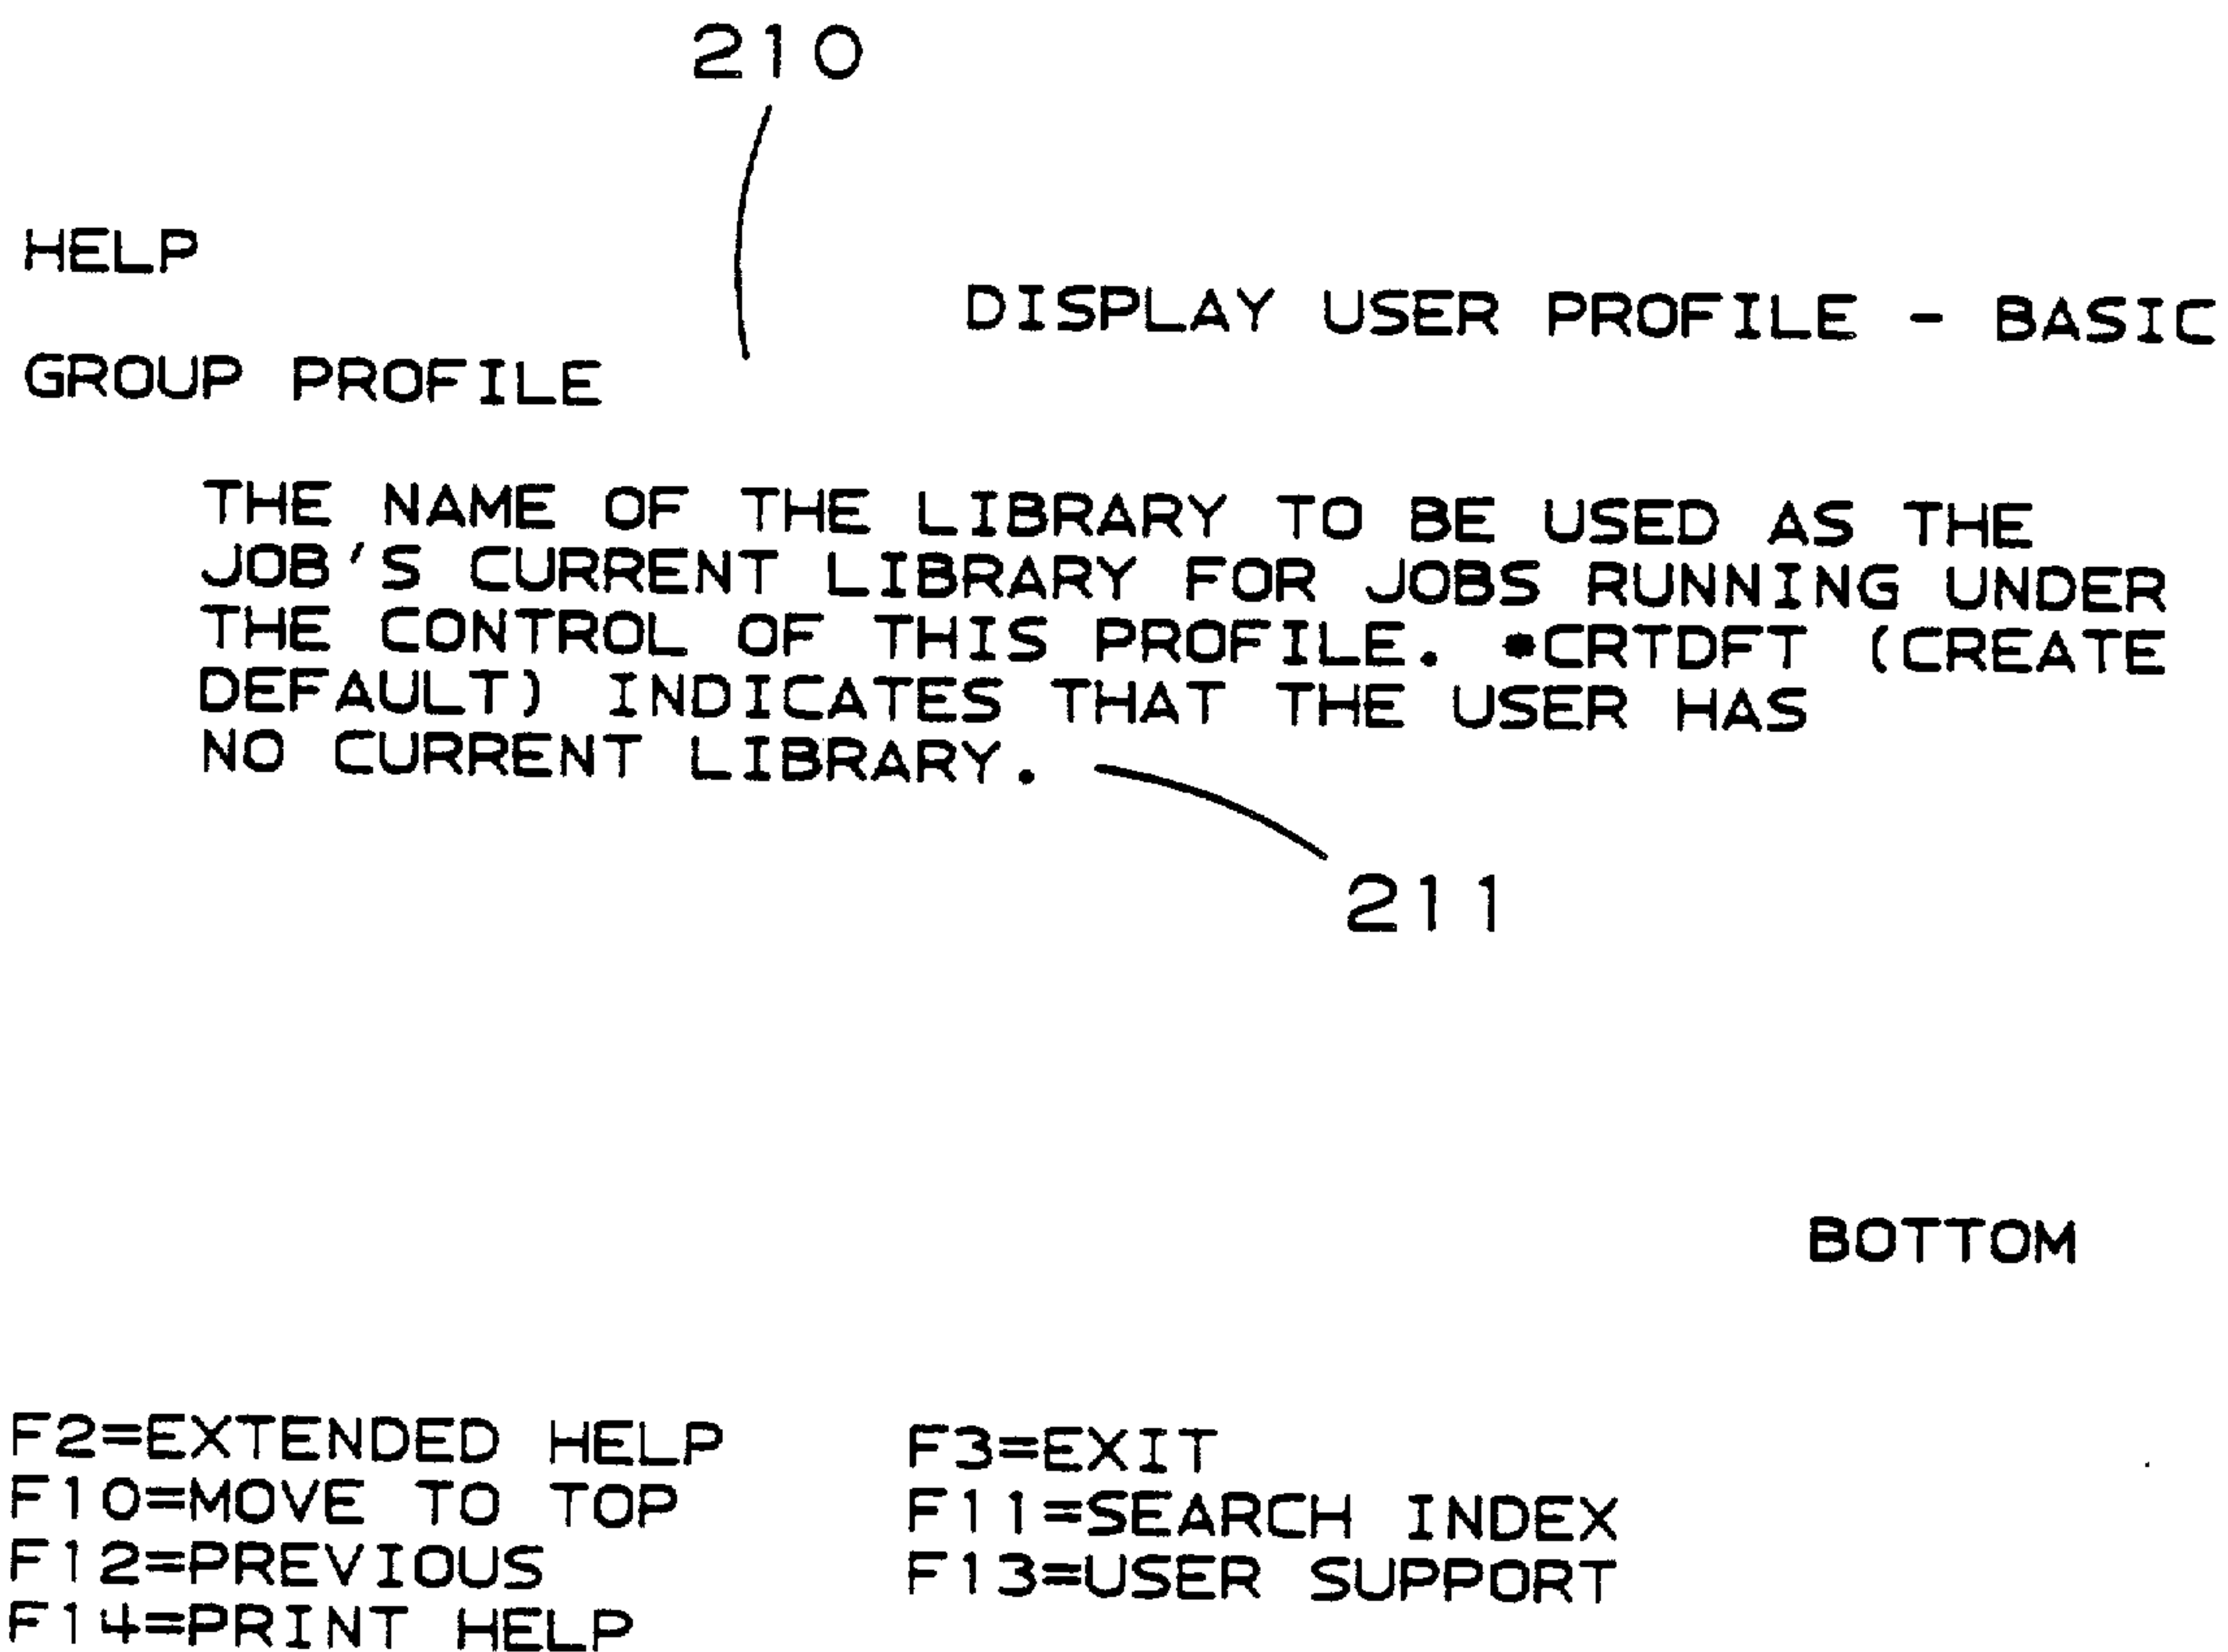 210
HELP
DISPLAY USER PROFILE - BASIC
GROUP PROFILE
THE NAME OF THE LIBRARY TO BE USED AS THE
JOB'S CURRENT LIBRARY FOR JOBS RUNNING UNDER
THE CONTROL OF THIS PROFILE. *CRTDFT (CREATE
DEFAULT) INDICATES THAT THE USER HAS
NO CURRENT LIBRARY.
211
BOTTOM
F2=EXTENDED HELP F3=EXIT
F10=MOVE TO TOP F11=SEARCH INDEX
F12=PREVIOUS F13=USER SUPPORT
F14=PRINT HELP